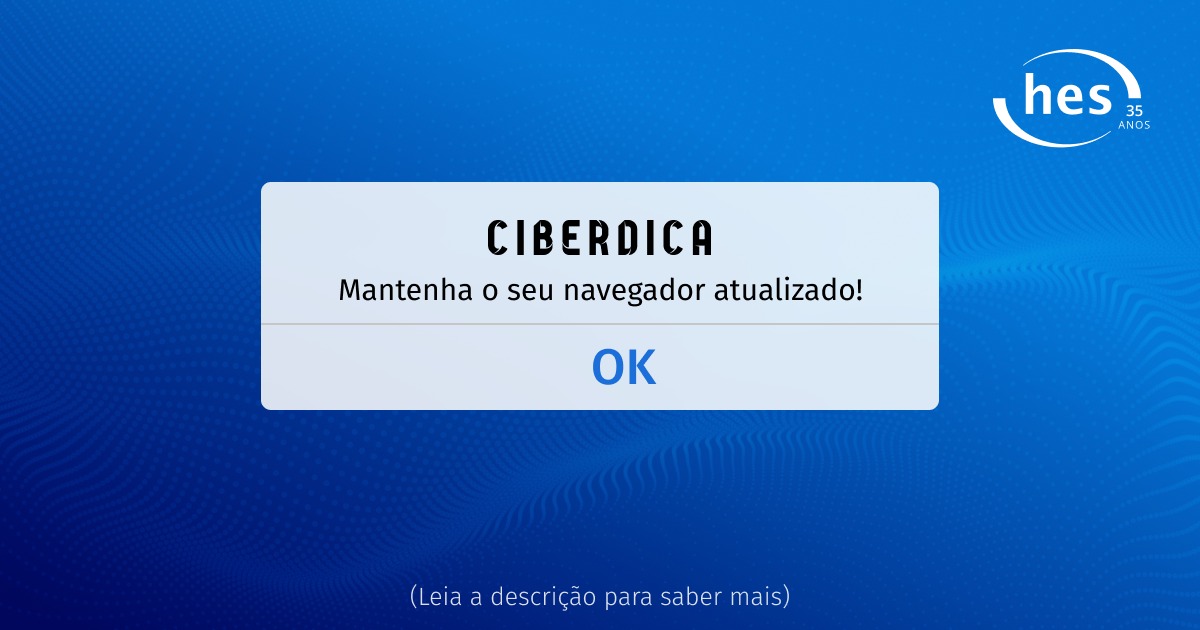 hes
35
ANOS
CIBERDICA
Mantenha o seu navegador atualizado!
OK
(Leia a descrição para saber mais)